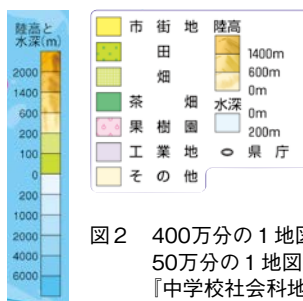 陸高と
水深(m)
2000
1400
600
200
100
0
200
1000
2000
4000
6000
市街地
田
畑
茶畑
果樹園
工業地
その他
陸高
1400m
600m
0m
水深
0m
200m
県庁
図2 400万分の1地図
50万分の1地図
『中学校社会科地